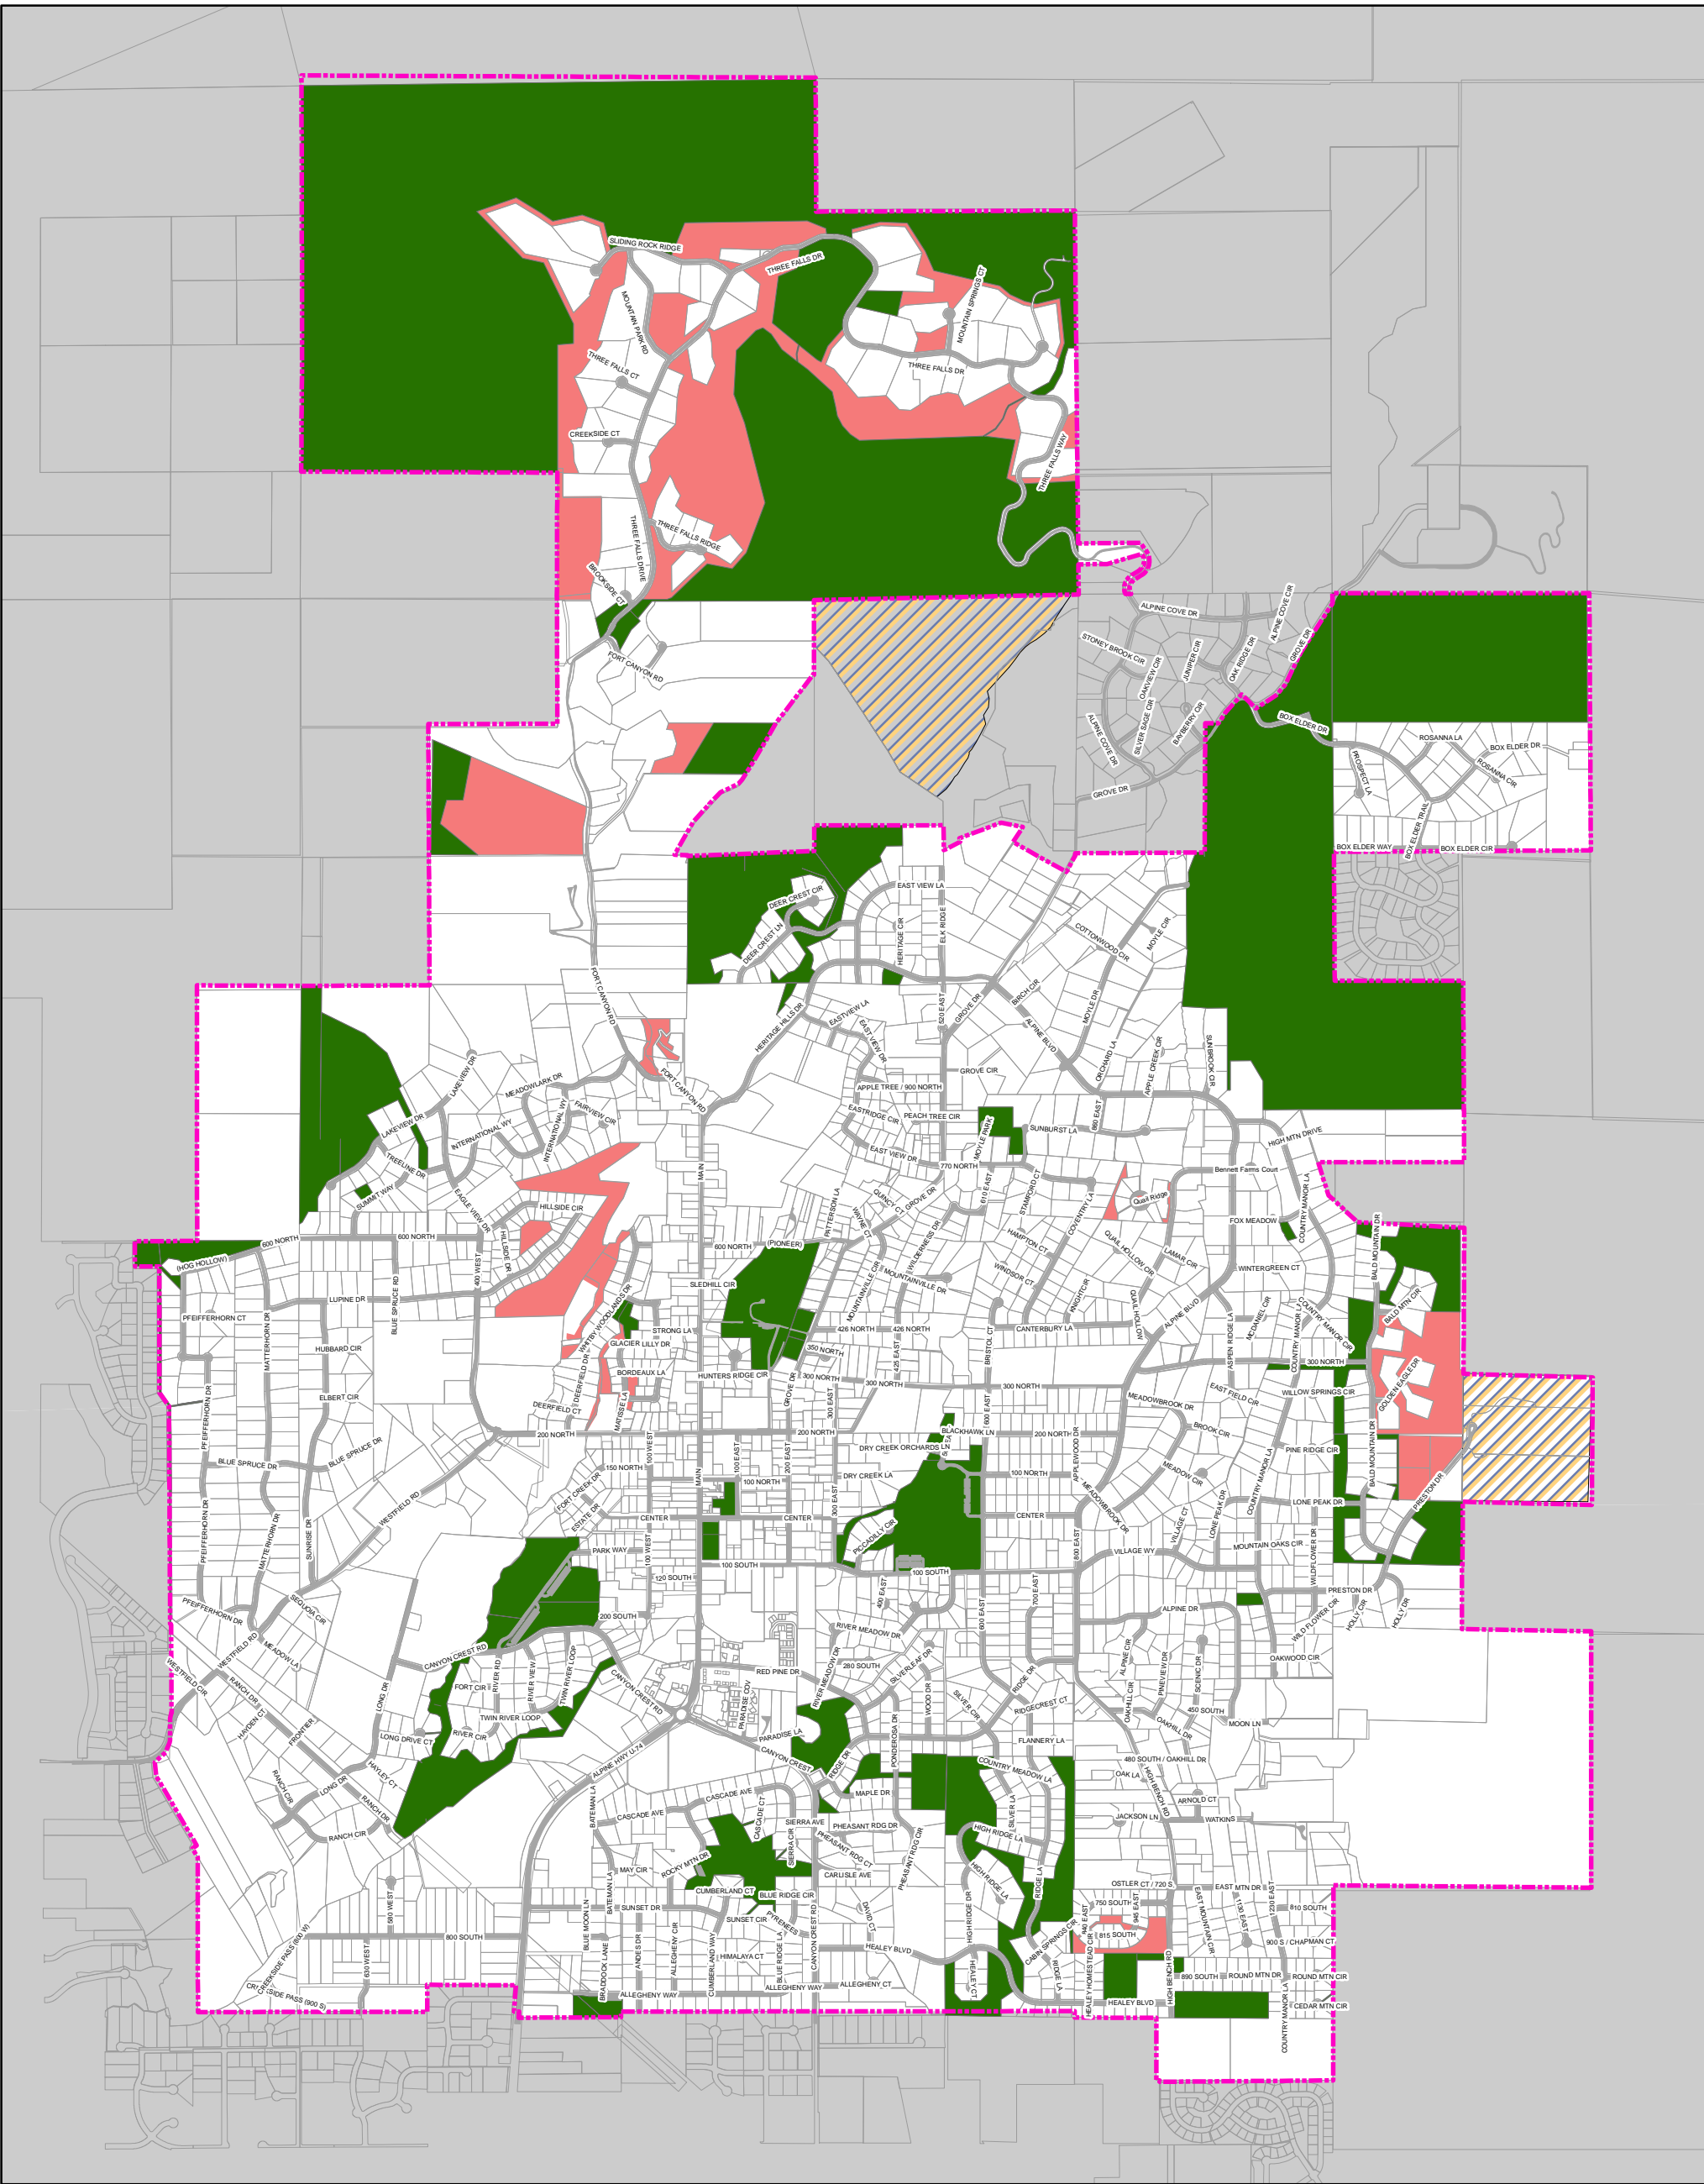 SLIDING ROCK RIDGE
THREE FALLS DR
MOUNTAIN SPRINGS CT
MOUNTAIN PARK RD
THREE FALLS CT
THREE FALLS DR
CREEKSIDE CT
THREE FALLS WAY
THREE FALLS DRIVE
THREE FALLS RIDGE
BROOKSIDE CT
FORT CANYON RD
ALPINE COVE DR
ALPINE COVE CIR
STONEY BROOK CIR
JUNIPER CIR
OAK RIDGE DR
GROVE DR
OAKVIEW CIR
SILVER SAGE CIR
BAYBERRY CIR
ALPINE COVE DR
GROVE DR
BOX ELDER DR
ROSANNA LA
BOX ELDER DR
PROSPECT LA
ROSANNA CIR
BOX ELDER TRAIL
BOX ELDER WAY
BOX ELDER CIR
DEER CREST CIR
EAST VIEW LA
DEER CREST LN
HERITAGE CIR
ELK RIDGE
COTTONWOOD CIR
MOYLE CIR
FORT CANYON RD
HERITAGE HILLS DR
EASTVIEW LA
EAST VIEW DR
520 EAST
GROVE DR
BIRCH CIR
ALPINE BLVD
MOYLE DR
ORCHARD LA
APPLE CREEK CIR
SUNBROOK CIR
GROVE CIR
LAKEVIEW DR
MEADOWLARK DR
FORT CANYON RD
APPLE TREE / 900 NORTH
FAIRVIEW CIR
LAKEVIEW DR
INTERNATIONAL WY
INTERNATIONAL WY
EASTRIDGE CIR
PEACH TREE CIR
MOYLE PARK
SUNBURST LA
860 EAST
HIGH MTN DRIVE
TREELINE DR
EAST VIEW DR
770 NORTH
Bennett Farms Court
MAIN
SUMMIT WAY
EAGLE VIEW DR
HILLSIDE CIR
HILLSIDE DR
PATTERSON LA
QUINCY CT
GROVE DR
WAYNE CT
610 EAST
STAMFORD CT
COVENTRY LA
Quail Ridge
COUNTRY MANOR LA
FOX MEADOW
600 NORTH
600 NORTH
(HOG HOLLOW)
600 NORTH
(PIONEER)
WILDERNESS DR
HAMPTON CT
QUAIL HOLLOW CIR
LAMAR CIR
BALD MOUNTAIN DR
400 WEST
SLEDHILL CIR
MOUNTAINVILLE CIR
MOUNTAINVILLE DR
WINDSOR CT
KNIGHT CIR
WINTERGREEN CT
LUPINE DR
BLUE SPRUCE RD
WHITBY WOODLANDS DR
QUAIL HOLLOW
ALPINE BLVD
MCDANIEL CIR
COUNTRY MANOR LA
COUNTRY MANOR CIR
BALD MTN CIR
PFEIFFERHORN CT
MATTERHORN DR
STRONG LA
426 NORTH
426 NORTH
CANTERBURY LA
HUBBARD CIR
GLACIER LILLY DR
350 NORTH
425 EAST
BRISTOL CT
ASPEN RIDGE LA
300 NORTH
DEERFIELD DR
BORDEAUX LA
HUNTERS RIDGE CIR
300 NORTH
300 NORTH
300 NORTH
EAST FIELD CIR
WILLOW SPRINGS CIR
GOLDEN EAGLE DR
ELBERT CIR
DEERFIELD CT
MATISSE LA
GROVE DR
300 EAST
MEADOWBROOK DR
PFEIFFERHORN DR
200 NORTH
200 NORTH
600 EAST
BLACKHAWK LN
200 NORTH
BROOK CIR
DRY CREEK ORCHARDS LN
APPLEWOOD DR
PINE RIDGE CIR
BALD MOUNTAIN DR
BLUE SPRUCE DR
BLUE SPRUCE DR
150 NORTH
100 WEST
100 EAST
200 EAST
DRY CREEK LA
100 NORTH
MEADOW CIR
COUNTRY MANOR LA
MAIN
100 NORTH
FORT CREEK DR
ESTATE DR
MEADOWBROOK DR
LONE PEAK DR
PRESTON DR
WESTFIELD RD
CENTER
CENTER
300 EAST
CENTER
VILLAGE CT
LONE PEAK DR
PFEIFFERHORN DR
MATTERHORN DR
SUNRISE DR
PARK WAY
100 WEST
PICCADILLY CIR
800 EAST
VILLAGE WY
MOUNTAIN OAKS CIR
WILDFLOWER DR
100 SOUTH
100 SOUTH
120 SOUTH
400 EAST
700 EAST
PRESTON DR
PFEIFFERHORN DR
SEQUOIA CIR
200 SOUTH
RIVER MEADOW DR
600 EAST
ALPINE DR
WILD FLOWER CIR
HOLLY CIR
HOLLY DR
WESTFIELD RD
MEADOW LA
CANYON CREST RD
RIVER RD
RIVER VIEW
TWIN RIVER LOOP
RED PINE DR
280 SOUTH
SILVERLEAF DR
RIDGE DR
ALPINE CIR
PINEVIEW DR
SCENIC DR
OAKWOOD CIR
WESTFIELD CIR
RANCH DR
HAYDEN CT
FRONTIER
LONG DR
FORT CIR
CANYON CREST RD
RIVER MEADOW DR
PARADISE COV
WOOD DR
SILVER CIR
RIDGECREST CT
OAKHILL CIR
450 SOUTH
MOON LN
TWIN RIVER LOOP
RIVER CIR
LONG DRIVE CT
PARADISE LA
PONDEROSA DR
FLANNERY LA
OAKHILL DR
HAYLEY CT
ALPINE HWY U-74
CANYON CREST
RIDGE DR
COUNTRY MEADOW LA
480 SOUTH / OAKHILL DR
OAK LA
HIGH BENCH RD
RANCH CIR
LONG DR
RANCH DR
BATEMAN LA
CASCADE AVE
CASCADE AVE
CASCADE CT
MAPLE DR
SILVER LA
ARNOLD CT
JACKSON LN
WATKINS
RANCH CIR
SIERRA AVE
SIERRA CIR
PHEASANT RDG DR
PHEASANT RDG CT
PHEASANT RDG CIR
HIGH RIDGE LA
MAY CIR
ROCKY MTN DR
CARLISLE AVE
HIGH RIDGE LA
RIDGE LA
OSTLER CT / 720 S
EAST MTN DR
580 WEST
BATEMAN LA
CUMBERLAND CT
BLUE RIDGE CIR
CANYON CREST RD
DAVID CT
HIGH RIDGE DR
750 SOUTH
945 EAST
EAST MOUNTAIN CIR
1130 EAST
1230 EAST
810 SOUTH
BLUE MOON LN
SUNSET DR
SUNSET CIR
PYRENEES
CABIN SPRINGS CIR
815 SOUTH
900 S / CHAPMAN CT
CREEKSIDE PASS (800 W)
800 SOUTH
630 WEST
BRADDOCK LANE
ANDES DR
ALLEGHENY CIR
CUMBERLAND WAY
HIMALAYA CT
BLUE RIDGE LA
HEALEY BLVD
HEALEY CT
RIDGE LA
HEALEY HOMESTEAD CIR
HIGH BENCH RD
890 SOUTH
ROUND MTN DR
ROUND MTN CIR
ALLEGHENY WAY
ALLEGHENY WAY
ALLEGHENY CT
HEALEY BLVD
COUNTRY MANOR LA
CEDAR MTN CIR